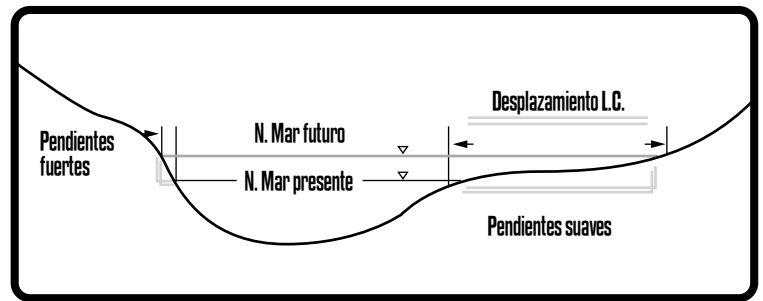 Desplazamiento L.C.
Pendientes
fuertes
N. Mar futuro
N. Mar presente
Pendientes suaves